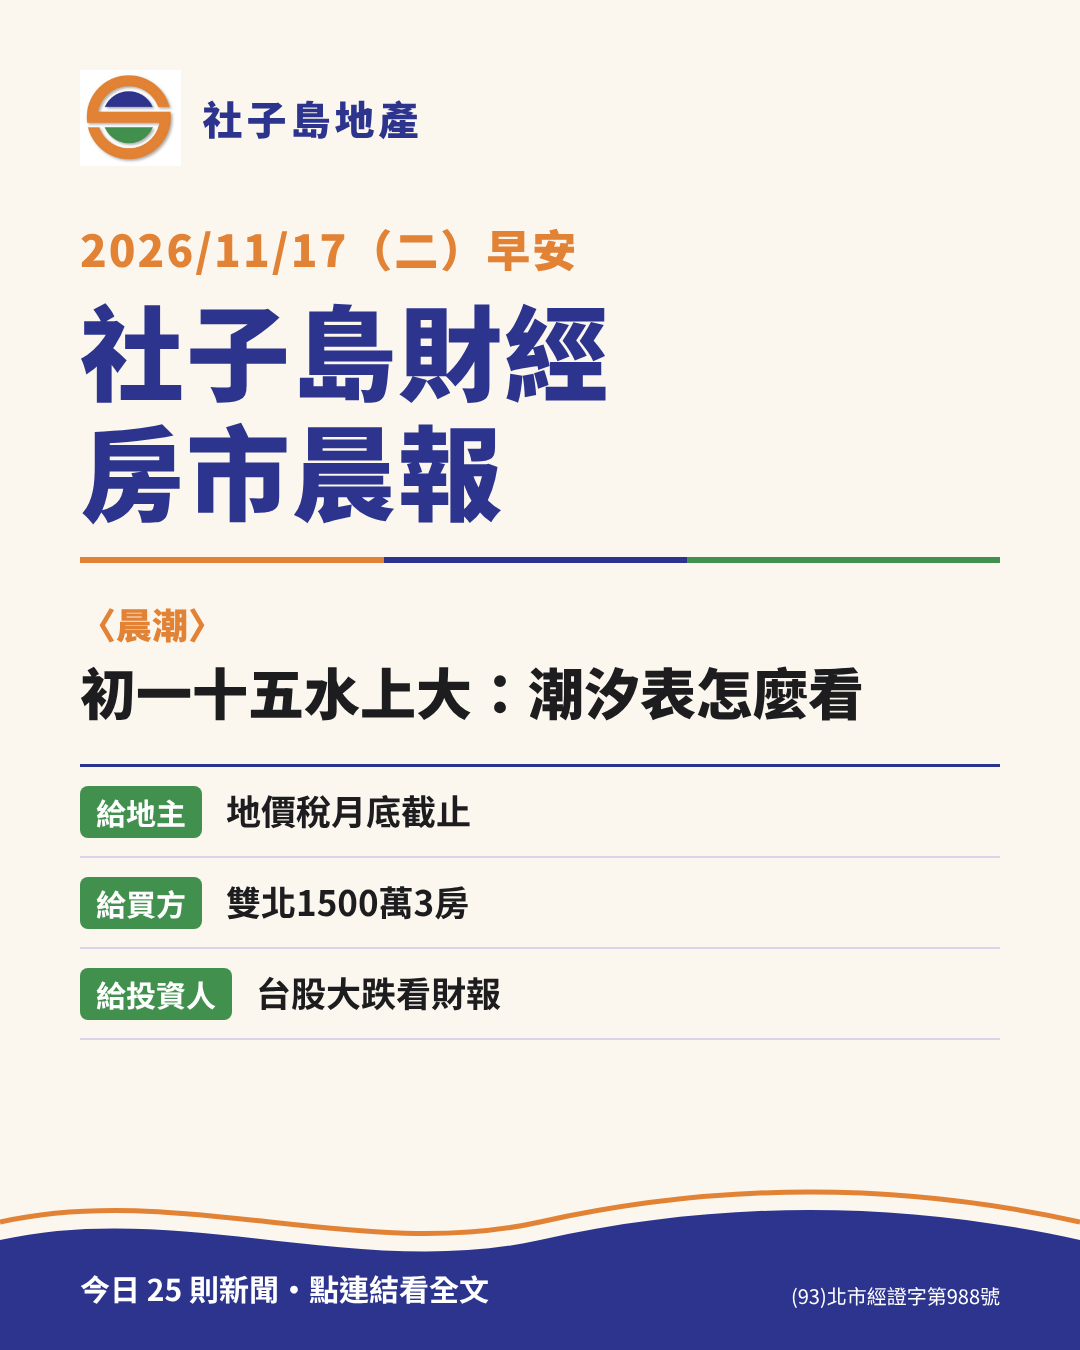 社子島地產
2026/11/17（二）早安
社子島財經
房市晨報
〈晨潮〉
初一十五水上大：潮汐表怎麼看
給地主 地價稅月底截止
給買方 雙北1500萬3房
給投資人 台股大跌看財報
今日 25 則新聞・點連結看全文
(93)北市經證字第988號